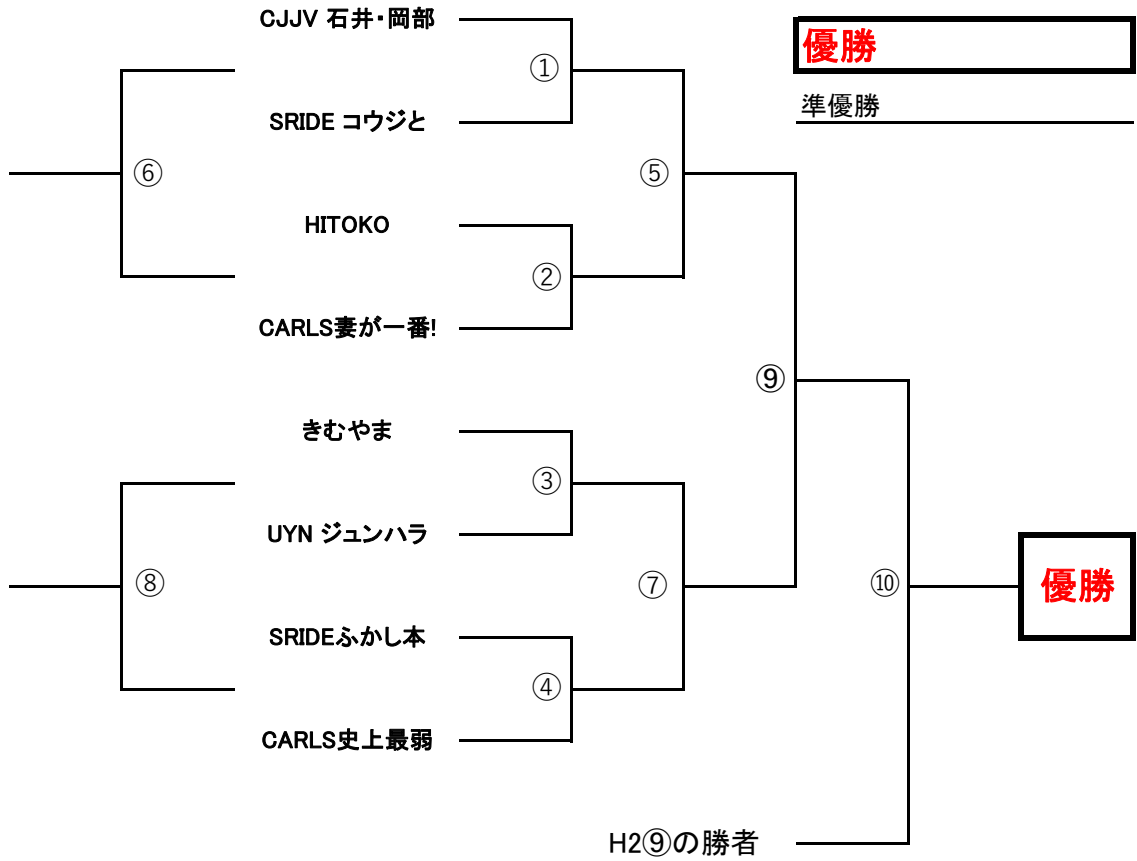 CJJV 石井・岡部
優勝
①
準優勝
SRIDE コウジと
⑥
⑤
HITOKO
②
CARLS妻が一番!
⑨
きむやま
③
UYN ジュンハラ
⑧
⑦
⑩
優勝
SRIDEふかし本
④
CARLS史上最弱
H2⑨の勝者